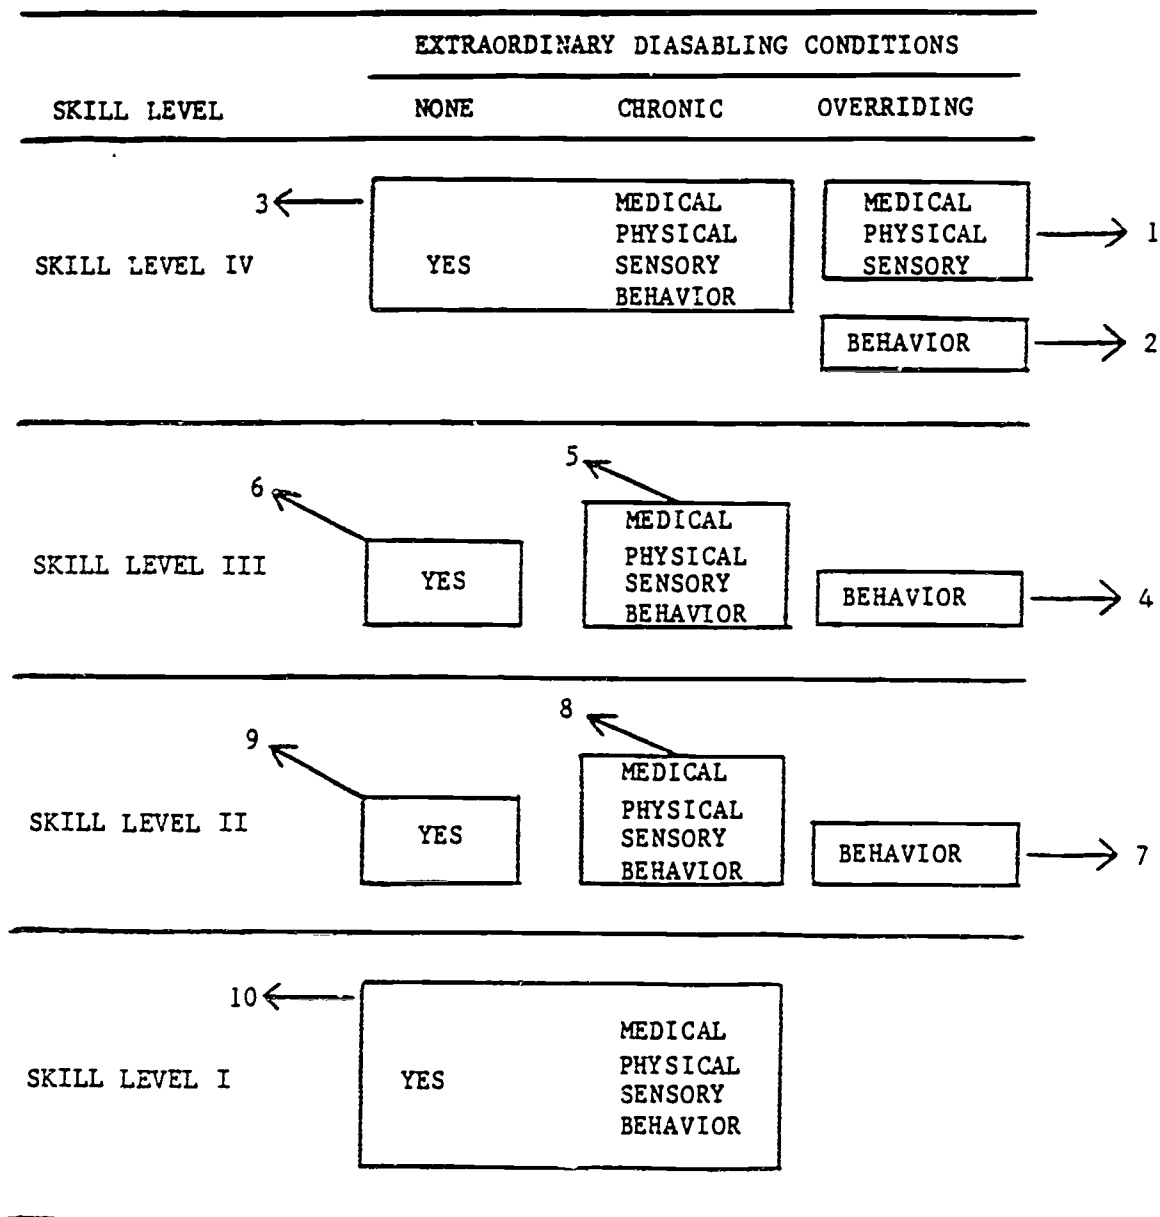 EXTRAORDINARY DIASABLING CONDITIONS
SKILL LEVEL NONE CHRONIC OVERRIDING
3 MEDICAL MEDICAL
PHYSICAL PHYSICAL 1
SKILL LEVEL IV YES SENSORY SENSORY
BEHAVIOR
BEHAVIOR 2
5
6
MEDICAL
SKILL LEVEL III YES PHYSICAL
SENSORY
BEHAVIOR BEHAVIOR 4
8
9
MEDICAL
SKILL LEVEL II YES PHYSICAL
SENSORY
BEHAVIOR BEHAVIOR 7
10
MEDICAL
SKILL LEVEL I YES PHYSICAL
SENSORY
BEHAVIOR